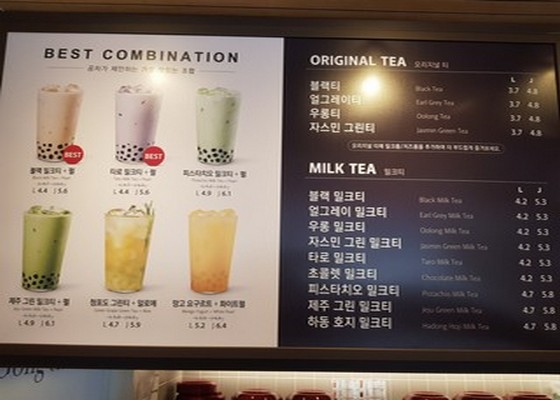 BEST COMBINATION
BEST
BEST
블랙 밀크티 + 펄
L 4.4 J 5.6
타로 밀크티 + 펄
L 4.4 J 5.6
피스타치오 밀크티 + 펄
L 4.9 J 6.1
제주 그린 밀크티 + 펄
L 4.9 J 6.1
청포도 그린티 + 알로에
L 4.7 J 5.9
망고 요구르트 + 화이트펄
L 5.2 J 6.4
ORIGINAL TEA 오리지널 티
L J
블랙티 Black Tea 3.7 4.8
얼그레이티 Earl Grey Tea 3.7 4.8
우롱티 Oolong Tea 3.7 4.8
자스민 그린티 Jasmin Green Tea 3.7 4.8
MILK TEA 밀크티
L J
블랙 밀크티 Black Milk Tea 4.2 5.3
얼그레이 밀크티 Earl Grey Milk Tea 4.2 5.3
우롱 밀크티 Oolong Milk Tea 4.2 5.3
자스민 그린 밀크티 Jasmin Green Milk Tea 4.2 5.3
타로 밀크티 Taro Milk Tea 4.2 5.3
초콜렛 밀크티 Chocolate Milk Tea 4.2 5.3
피스타치오 밀크티 Pistachio Milk Tea 4.7 5.8
제주 그린 밀크티 Jeju Green Milk Tea 4.7 5.8
하동 호지 밀크티 Hadong Hoji Milk Tea 4.7 5.8